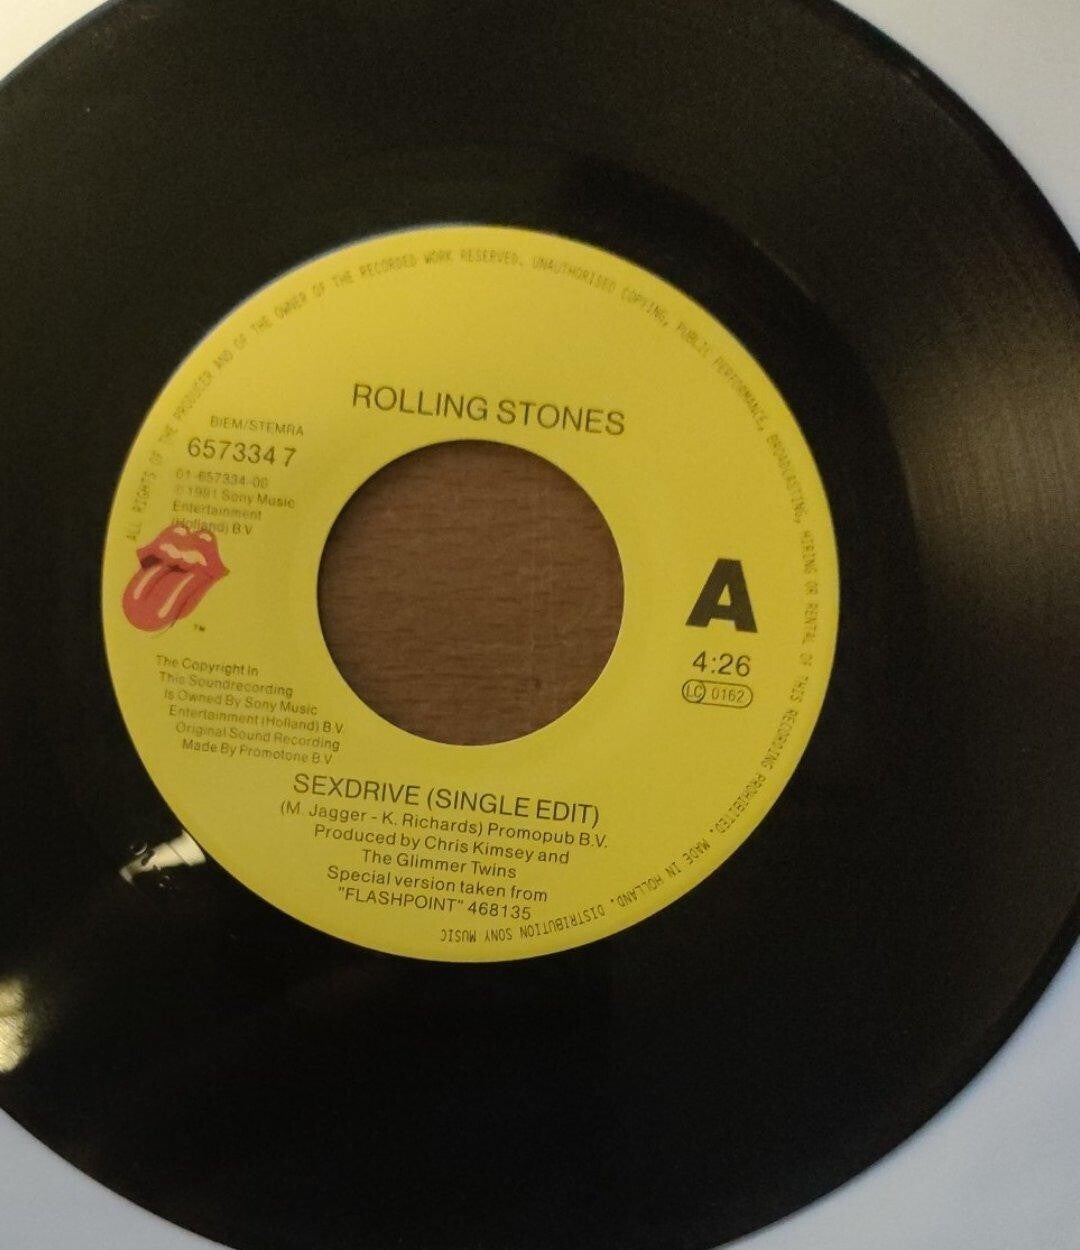 ALL RIGHTS OF THE PRODUCER AND OF THE OWNER OF THE RECORDED WORK RESERVED. UNAUTHORISED COPYING, PUBLIC PERFORMANCE, BROADCASTING, HIRING OR RENTAL OF THIS RECORDING PROHIBITED. MADE IN HOLLAND. DISTRIBUTION SONY MUSIC
ROLLING STONES
BIEM/STEMRA
657334 7
01-657334-00
℗ 1991 Sony Music
Entertainment
(Holland) B.V
TM
A
4:26
LC 0162
The Copyright In
This Soundrecording
Is Owned By Sony Music
Entertainment (Holland) B.V.
Original Sound Recording
Made By Promotone B.V.
SEXDRIVE (SINGLE EDIT)
(M. Jagger - K. Richards) Promopub B.V.
Produced by Chris Kimsey and
The Glimmer Twins
Special version taken from
"FLASHPOINT" 468135